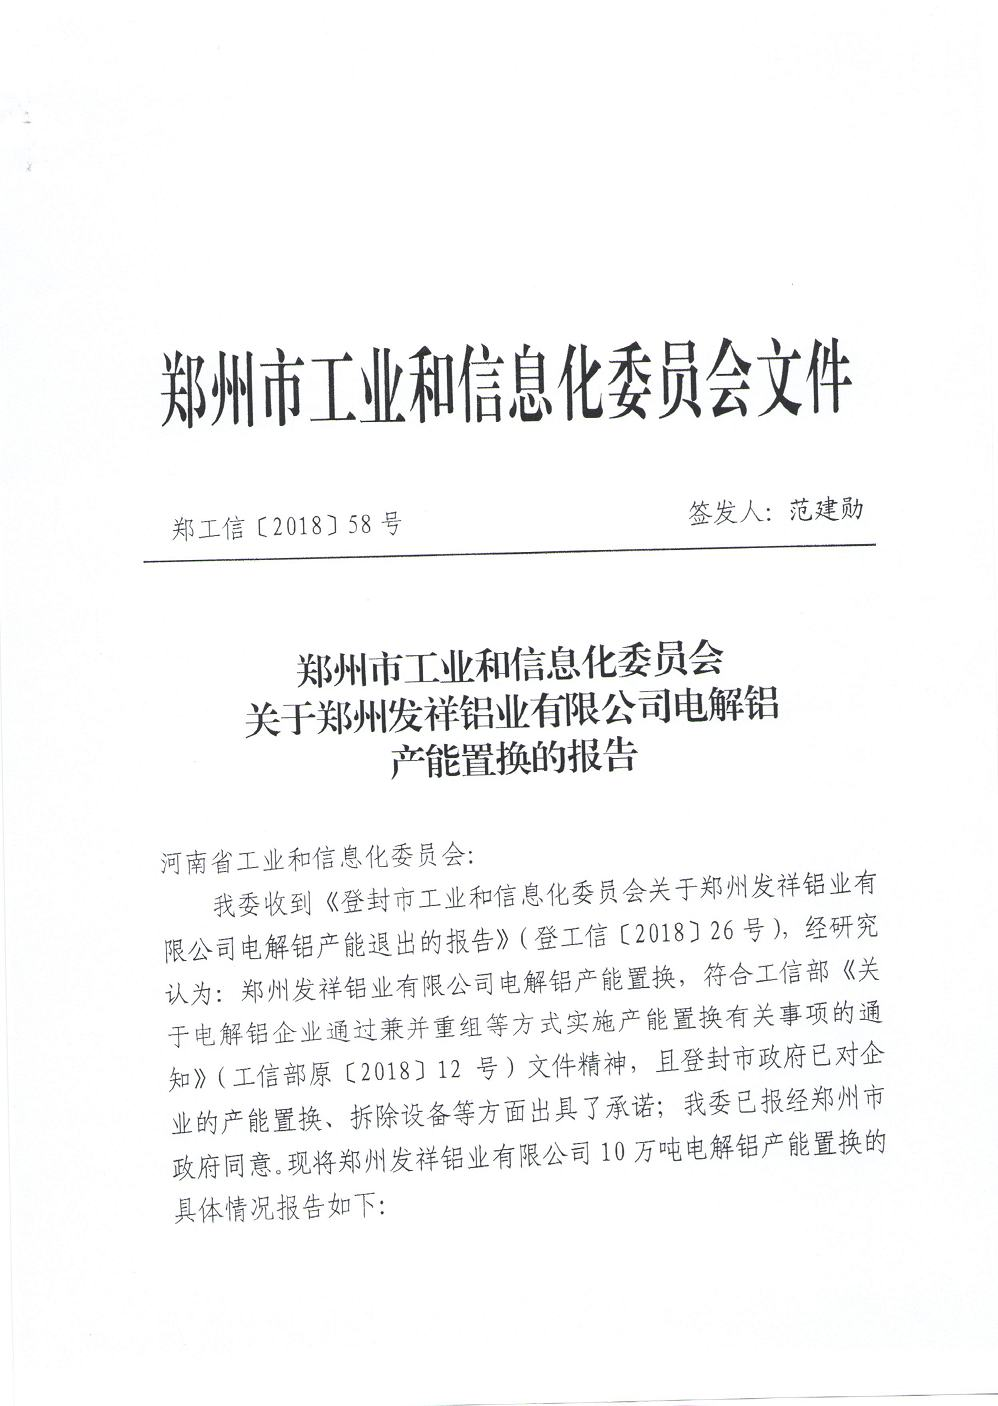 郑州市工业和信息化委员会文件
郑工信〔2018〕58 号
签发人：范建勋
郑州市工业和信息化委员会
关于郑州发祥铝业有限公司电解铝
产能置换的报告
河南省工业和信息化委员会：
我委收到《登封市工业和信息化委员会关于郑州发祥铝业有
限公司电解铝产能退出的报告》（登工信〔2018〕26 号），经研究
认为：郑州发祥铝业有限公司电解铝产能置换，符合工信部《关
于电解铝企业通过兼并重组等方式实施产能置换有关事项的通
知》（工信部原〔2018〕12 号）文件精神，且登封市政府已对企
业的产能置换、拆除设备等方面出具了承诺；我委已报经郑州市
政府同意。现将郑州发祥铝业有限公司 10 万吨电解铝产能置换的
具体情况报告如下：